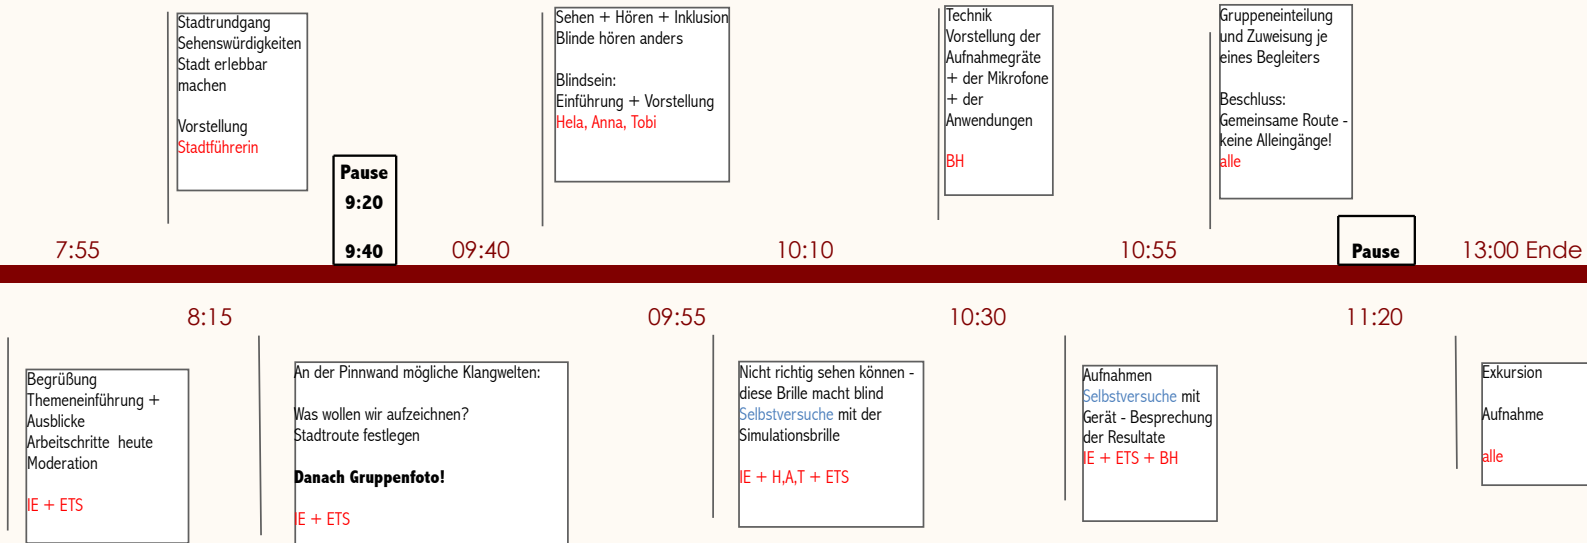 Stadtrundgang
Sehenswürdigkeiten
Stadt erlebbar
machen
Vorstellung
Stadtführerin
Pause
9:20
9:40
Sehen + Hören + Inklusion
Blinde hören anders
Blindsein:
Einführung + Vorstellung
Hela, Anna, Tobi
Technik
Vorstellung der
Aufnahmegräte
+ der Mikrofone
+ der
Anwendungen
BH
Gruppeneinteilung
und Zuweisung je
eines Begleiters
Beschluss:
Gemeinsame Route -
keine Alleingänge!
alle
Pause
7:55
09:40
10:10
10:55
13:00 Ende
8:15
09:55
10:30
11:20
Begrüßung
Themeneinführung +
Ausblicke
Arbeitschritte heute
Moderation
IE + ETS
An der Pinnwand mögliche Klangwelten:
Was wollen wir aufzeichnen?
Stadtroute festlegen
Danach Gruppenfoto!
IE + ETS
Nicht richtig sehen können -
diese Brille macht blind
Selbstversuche mit der
Simulationsbrille
IE + H,A,T + ETS
Aufnahmen
Selbstversuche mit
Gerät - Besprechung
der Resultate
IE + ETS + BH
Exkursion
Aufnahme
alle